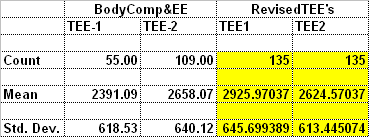 BodyComp&EE RevisedTEE's
TEE-1 TEE-2 TEE1 TEE2
Count 55.00 109.00 135 135
Mean 2391.09 2658.07 2925.97037 2624.57037
Std. Dev. 618.53 640.12 645.699389 613.445074